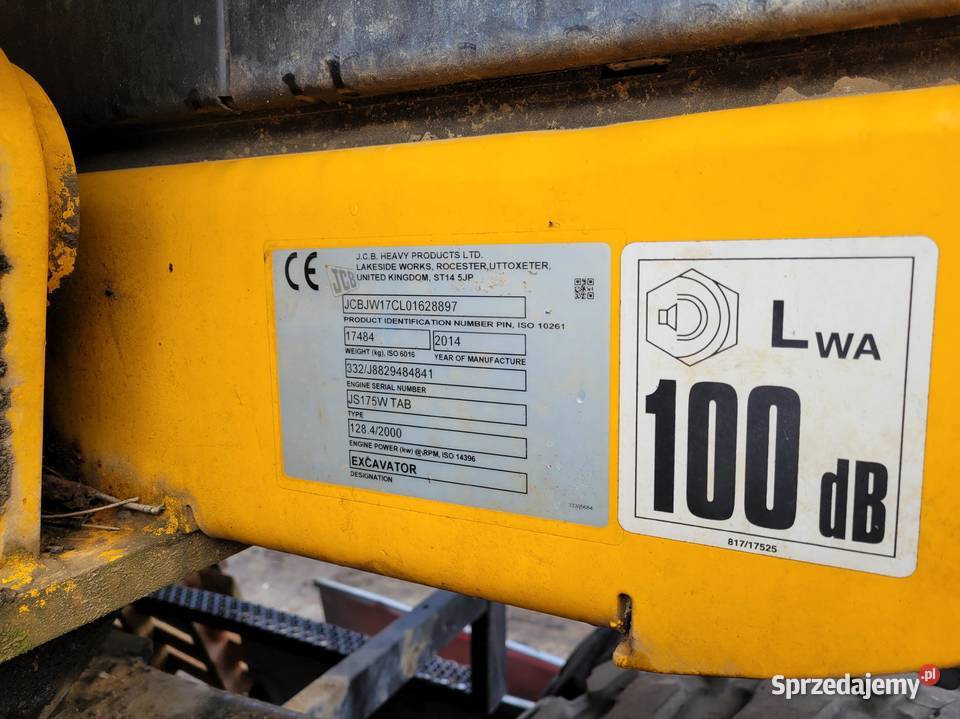 CE
JCB
J.C.B. HEAVY PRODUCTS LTD.
LAKESIDE WORKS, ROCESTER,UTTOXETER,
UNITED KINGDOM, ST14 5JP
JCBJW17CL01628897
PRODUCT IDENTIFICATION NUMBER PIN, ISO 10261
17484 2014
WEIGHT (kg), ISO 6016 YEAR OF MANUFACTURE
332/J8829484841
ENGINE SERIAL NUMBER
JS175W TAB
TYPE
128.4/2000
ENGINE POWER (kw) @ RPM, ISO 14396
EXCAVATOR
DESIGNATION
LWA
100 dB
817/17525
Sprzedajemy.pl